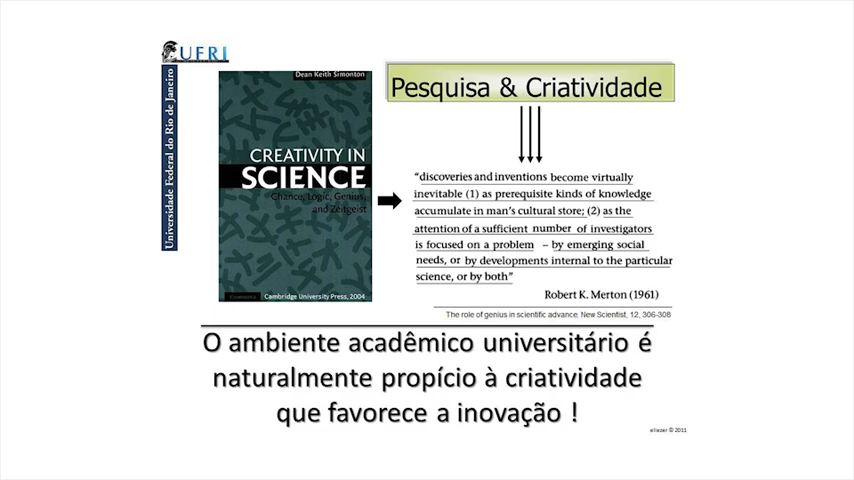 UFRJ
Universidade Federal do Rio de Janeiro
Dean Keith Simonton
CREATIVITY IN
SCIENCE
Chance, Logic, Genius,
and Zeitgeist
Cambridge University Press, 2004
Pesquisa & Criatividade
“discoveries and inventions become virtually
inevitable (1) as prerequisite kinds of knowledge
accumulate in man's cultural store; (2) as the
attention of a sufficient number of investigators
is focused on a problem – by emerging social
needs, or by developments internal to the particular
science, or by both”
Robert K. Merton (1961)
The role of genius in scientific advance. New Scientist, 12, 306-308
O ambiente acadêmico universitário é
naturalmente propício à criatividade
que favorece a inovação !
eliezer © 2011